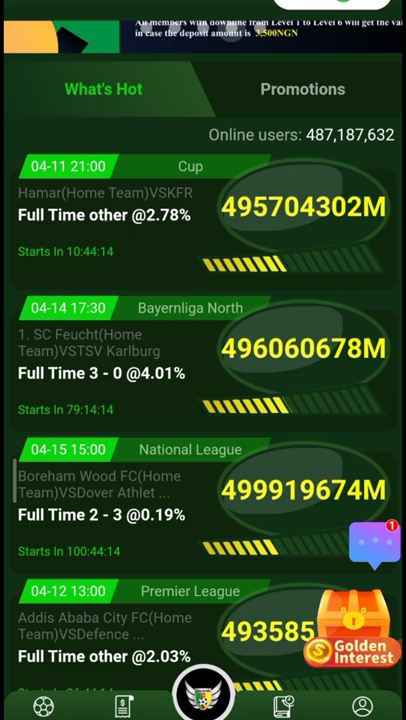 All members with downline from Level 1 to Level 6 will get the
in case the deposit amount is 3,500NGN
What's Hot
Promotions
Online users: 487,187,632
04-11 21:00
Cup
Hamar(Home Team)VSKFR
Full Time other @2.78%
495704302M
Starts In 10:44:14
04-14 17:30
Bayernliga North
1. SC Feucht(Home
Team)VSTSV Karlburg
Full Time 3 - 0 @4.01%
496060678M
Starts In 79:14:14
04-15 15:00
National League
Boreham Wood FC(Home
Team)VSDover Athlet ...
Full Time 2 - 3 @0.19%
499919674M
Starts In 100:44:14
1
04-12 13:00
Premier League
Addis Ababa City FC(Home
Team)VSDefence ...
Full Time other @2.03%
493585
Golden
Interest